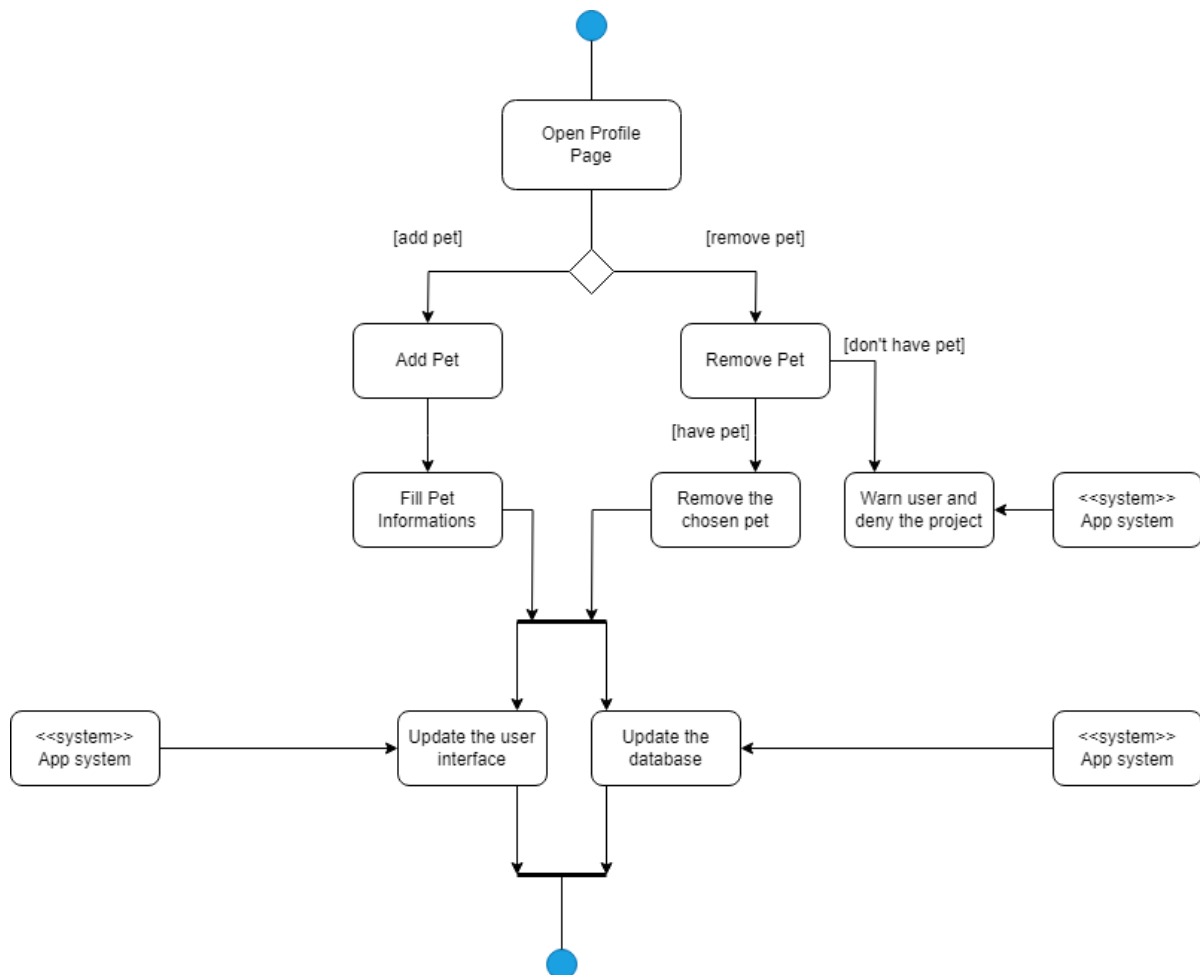 Open Profile
Page
[add pet]
[remove pet]
Add Pet
Remove Pet
[don't have pet]
[have pet]
Fill Pet
Informations
Remove the
chosen pet
Warn user and
deny the project
<<system>>
App system
<<system>>
App system
Update the user
interface
Update the
database
<<system>>
App system